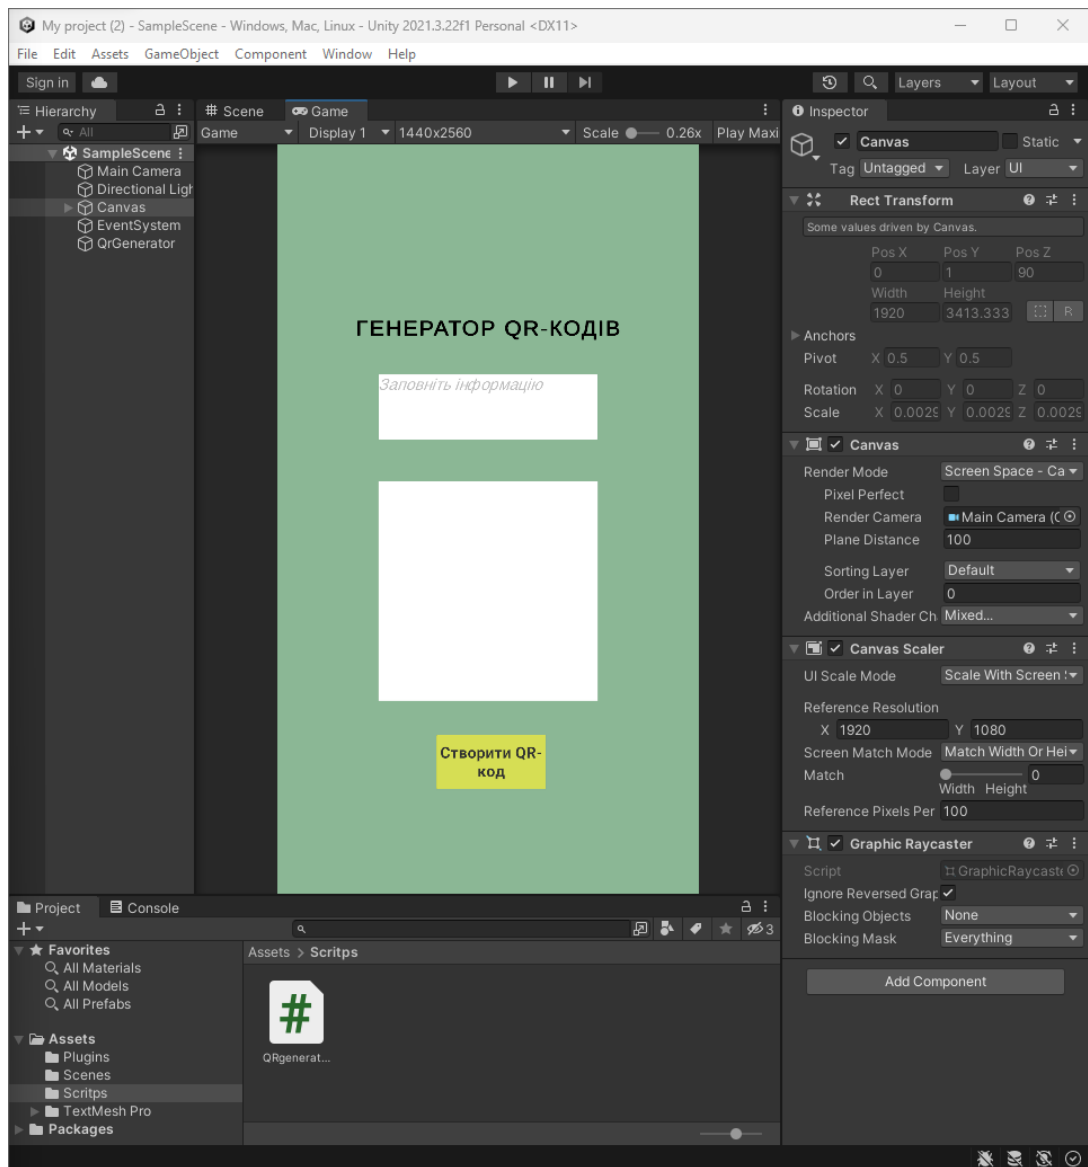 My project (2) - SampleScene - Windows, Mac, Linux - Unity 2021.3.22f1 Personal <DX11>
File Edit Assets GameObject Component Window Help
Sign in Layers Layout
Hierarchy
All
SampleScene
Main Camera
Directional Ligh
Canvas
EventSystem
QrGenerator
Scene Game
Game Display 1 1440x2560 Scale 0.26x Play Maxi
ГЕНЕРАТОР QR-КОДІВ
Заповніть інформацію
Створити QR-
код
Inspector
Canvas Static
Tag Untagged Layer UI
Rect Transform
Some values driven by Canvas.
Pos X Pos Y Pos Z
0 1 90
Width Height
1920 3413.333 R
Anchors
Pivot X 0.5 Y 0.5
Rotation X 0 Y 0 Z 0
Scale X 0.0029 Y 0.0029 Z 0.0029
Canvas
Render Mode Screen Space - Ca
Pixel Perfect
Render Camera Main Camera (C
Plane Distance 100
Sorting Layer Default
Order in Layer 0
Additional Shader Ch Mixed...
Canvas Scaler
UI Scale Mode Scale With Screen S
Reference Resolution
X 1920 Y 1080
Screen Match Mode Match Width Or Hei
Match 0
Width Height
Reference Pixels Per 100
Graphic Raycaster
Script GraphicRaycaste
Ignore Reversed Grap
Blocking Objects None
Blocking Mask Everything
Add Component
Project Console
3
Favorites
All Materials
All Models
All Prefabs
Assets
Plugins
Scenes
Scritps
TextMesh Pro
Packages
Assets > Scritps
#
QRgenerat...